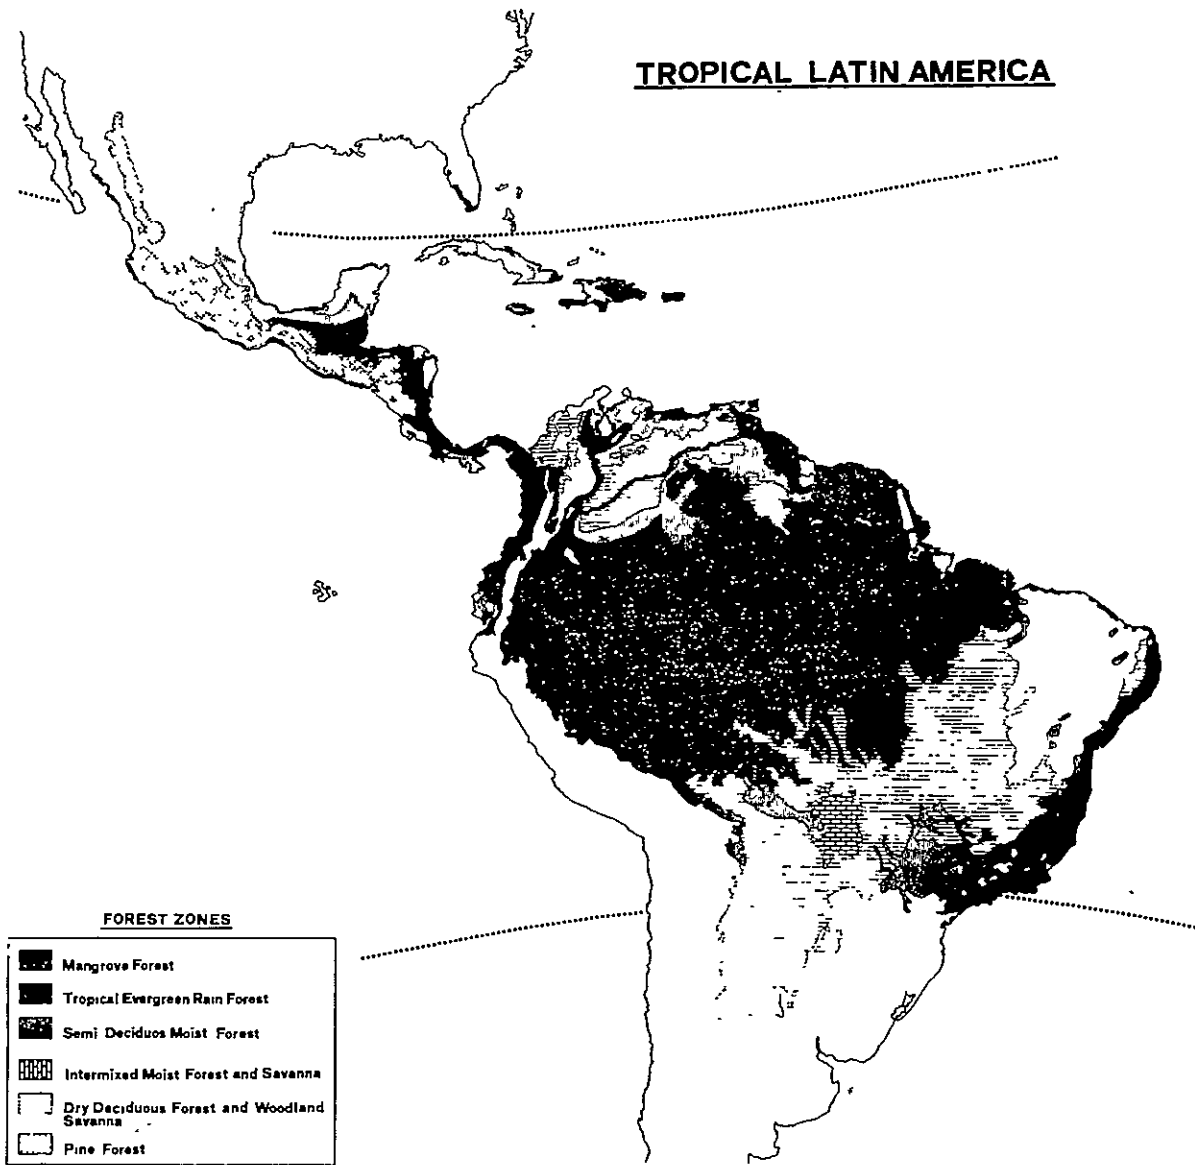 TROPICAL LATIN AMERICA
FOREST ZONES
Mangrove Forest
Tropical Evergreen Rain Forest
Semi Deciduos Moist Forest
Intermixed Moist Forest and Savanna
Dry Deciduous Forest and Woodland
Savanna
Pine Forest